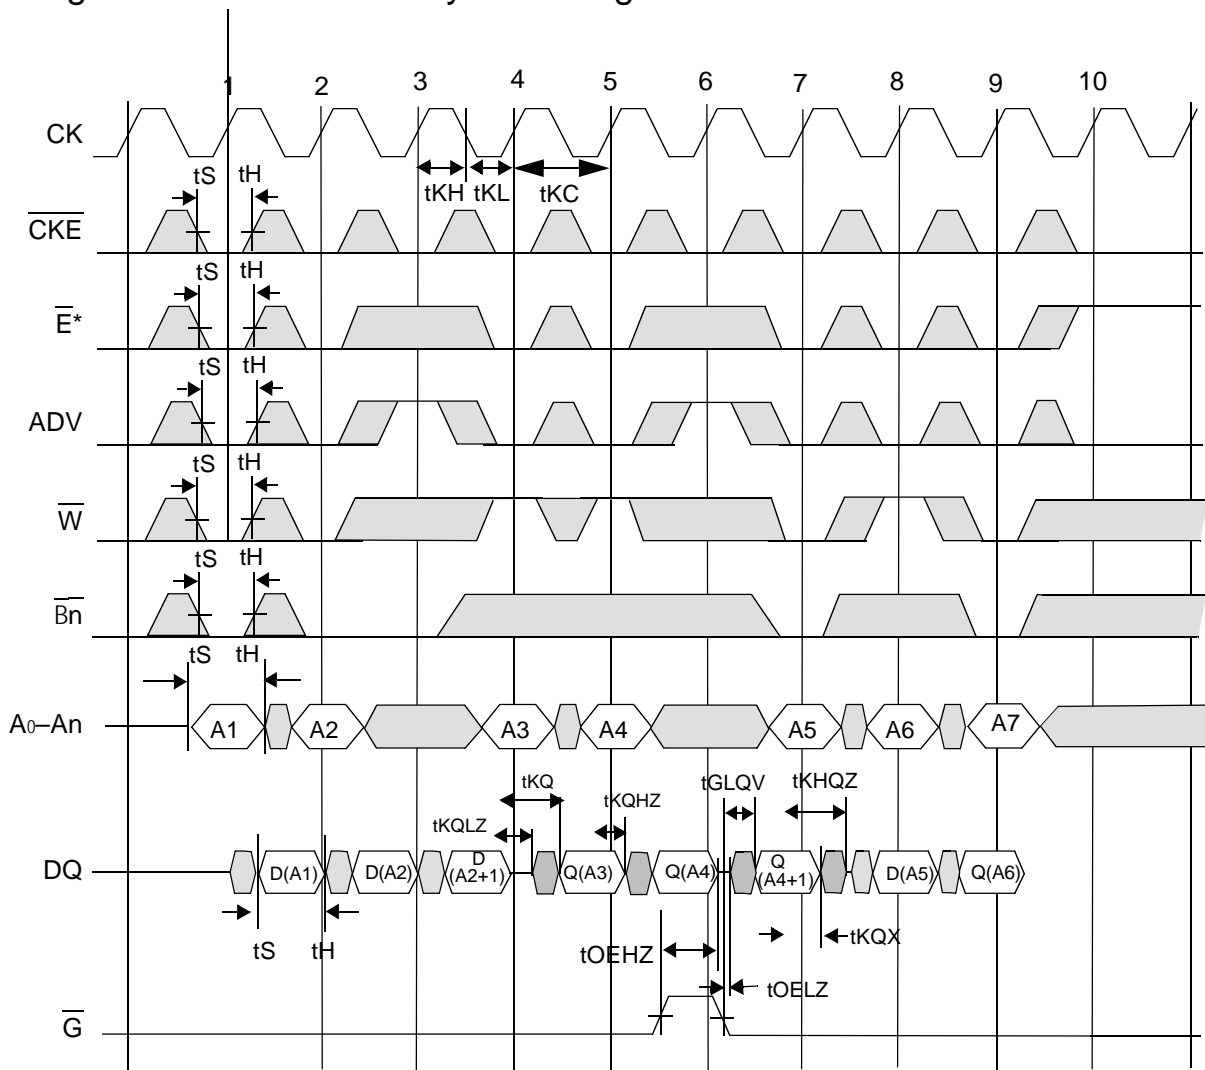 1 2 3 4 5 6 7 8 9 10
CK
tS tH tKH tKL tKC
CKE
tS tH
E*
tS tH
ADV
tS tH
W
tS tH
Bn
tS tH
A0–An A1 A2 A3 A4 A5 A6 A7
tKQ tGLQV tKHQZ
tKQLZ tKQHZ
DQ D(A1) D(A2) D (A2+1) Q(A3) Q(A4) Q (A4+1) D(A5) Q(A6)
tS tH tOEHZ tKQX
tOELZ
G